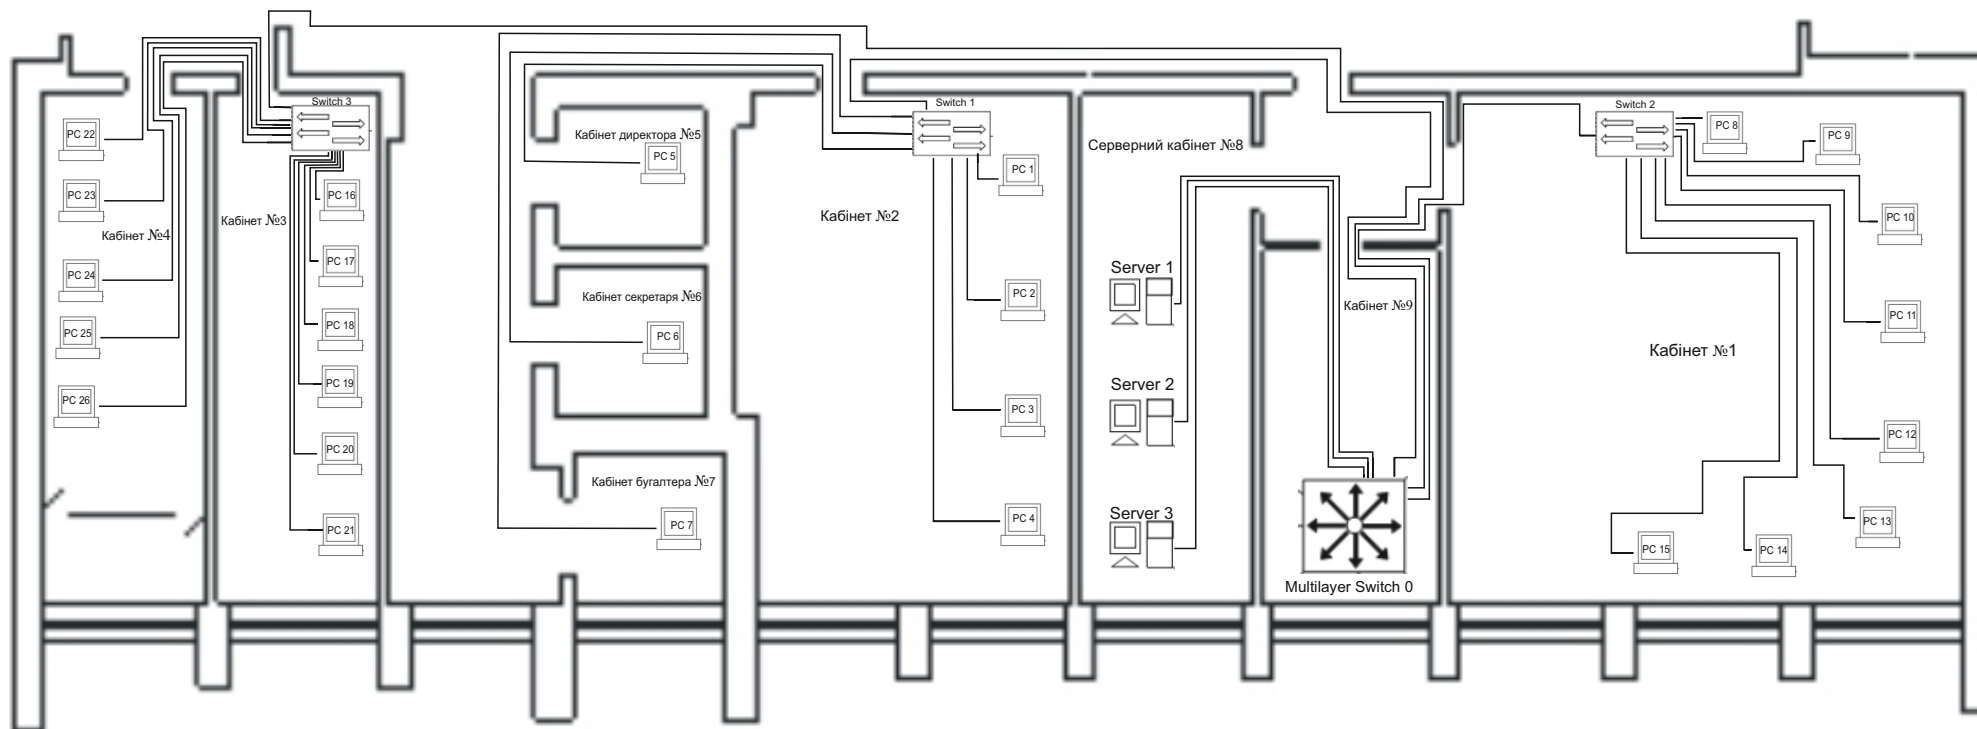 Switch 3
PC 22
PC 23
Кабінет №4
PC 24
PC 25
PC 26
PC 16
Кабінет №3
PC 17
PC 18
PC 19
PC 20
PC 21
Кабінет директора №5
PC 5
Кабінет секретаря №6
PC 6
Кабінет бугалтера №7
PC 7
Switch 1
Кабінет №2
PC 1
PC 2
PC 3
PC 4
Серверний кабінет №8
Server 1
Server 2
Server 3
Кабінет №9
Multilayer Switch 0
Switch 2
PC 8
PC 9
PC 10
PC 11
Кабінет №1
PC 12
PC 13
PC 14
PC 15